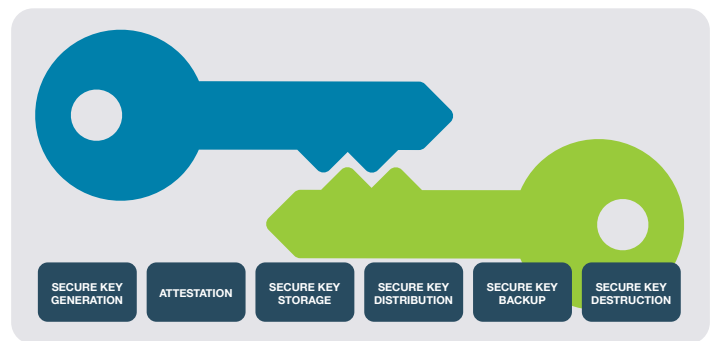 SECURE KEY
GENERATION
ATTESTATION
SECURE KEY
STORAGE
SECURE KEY
DISTRIBUTION
SECURE KEY
BACKUP
SECURE KEY
DESTRUCTION